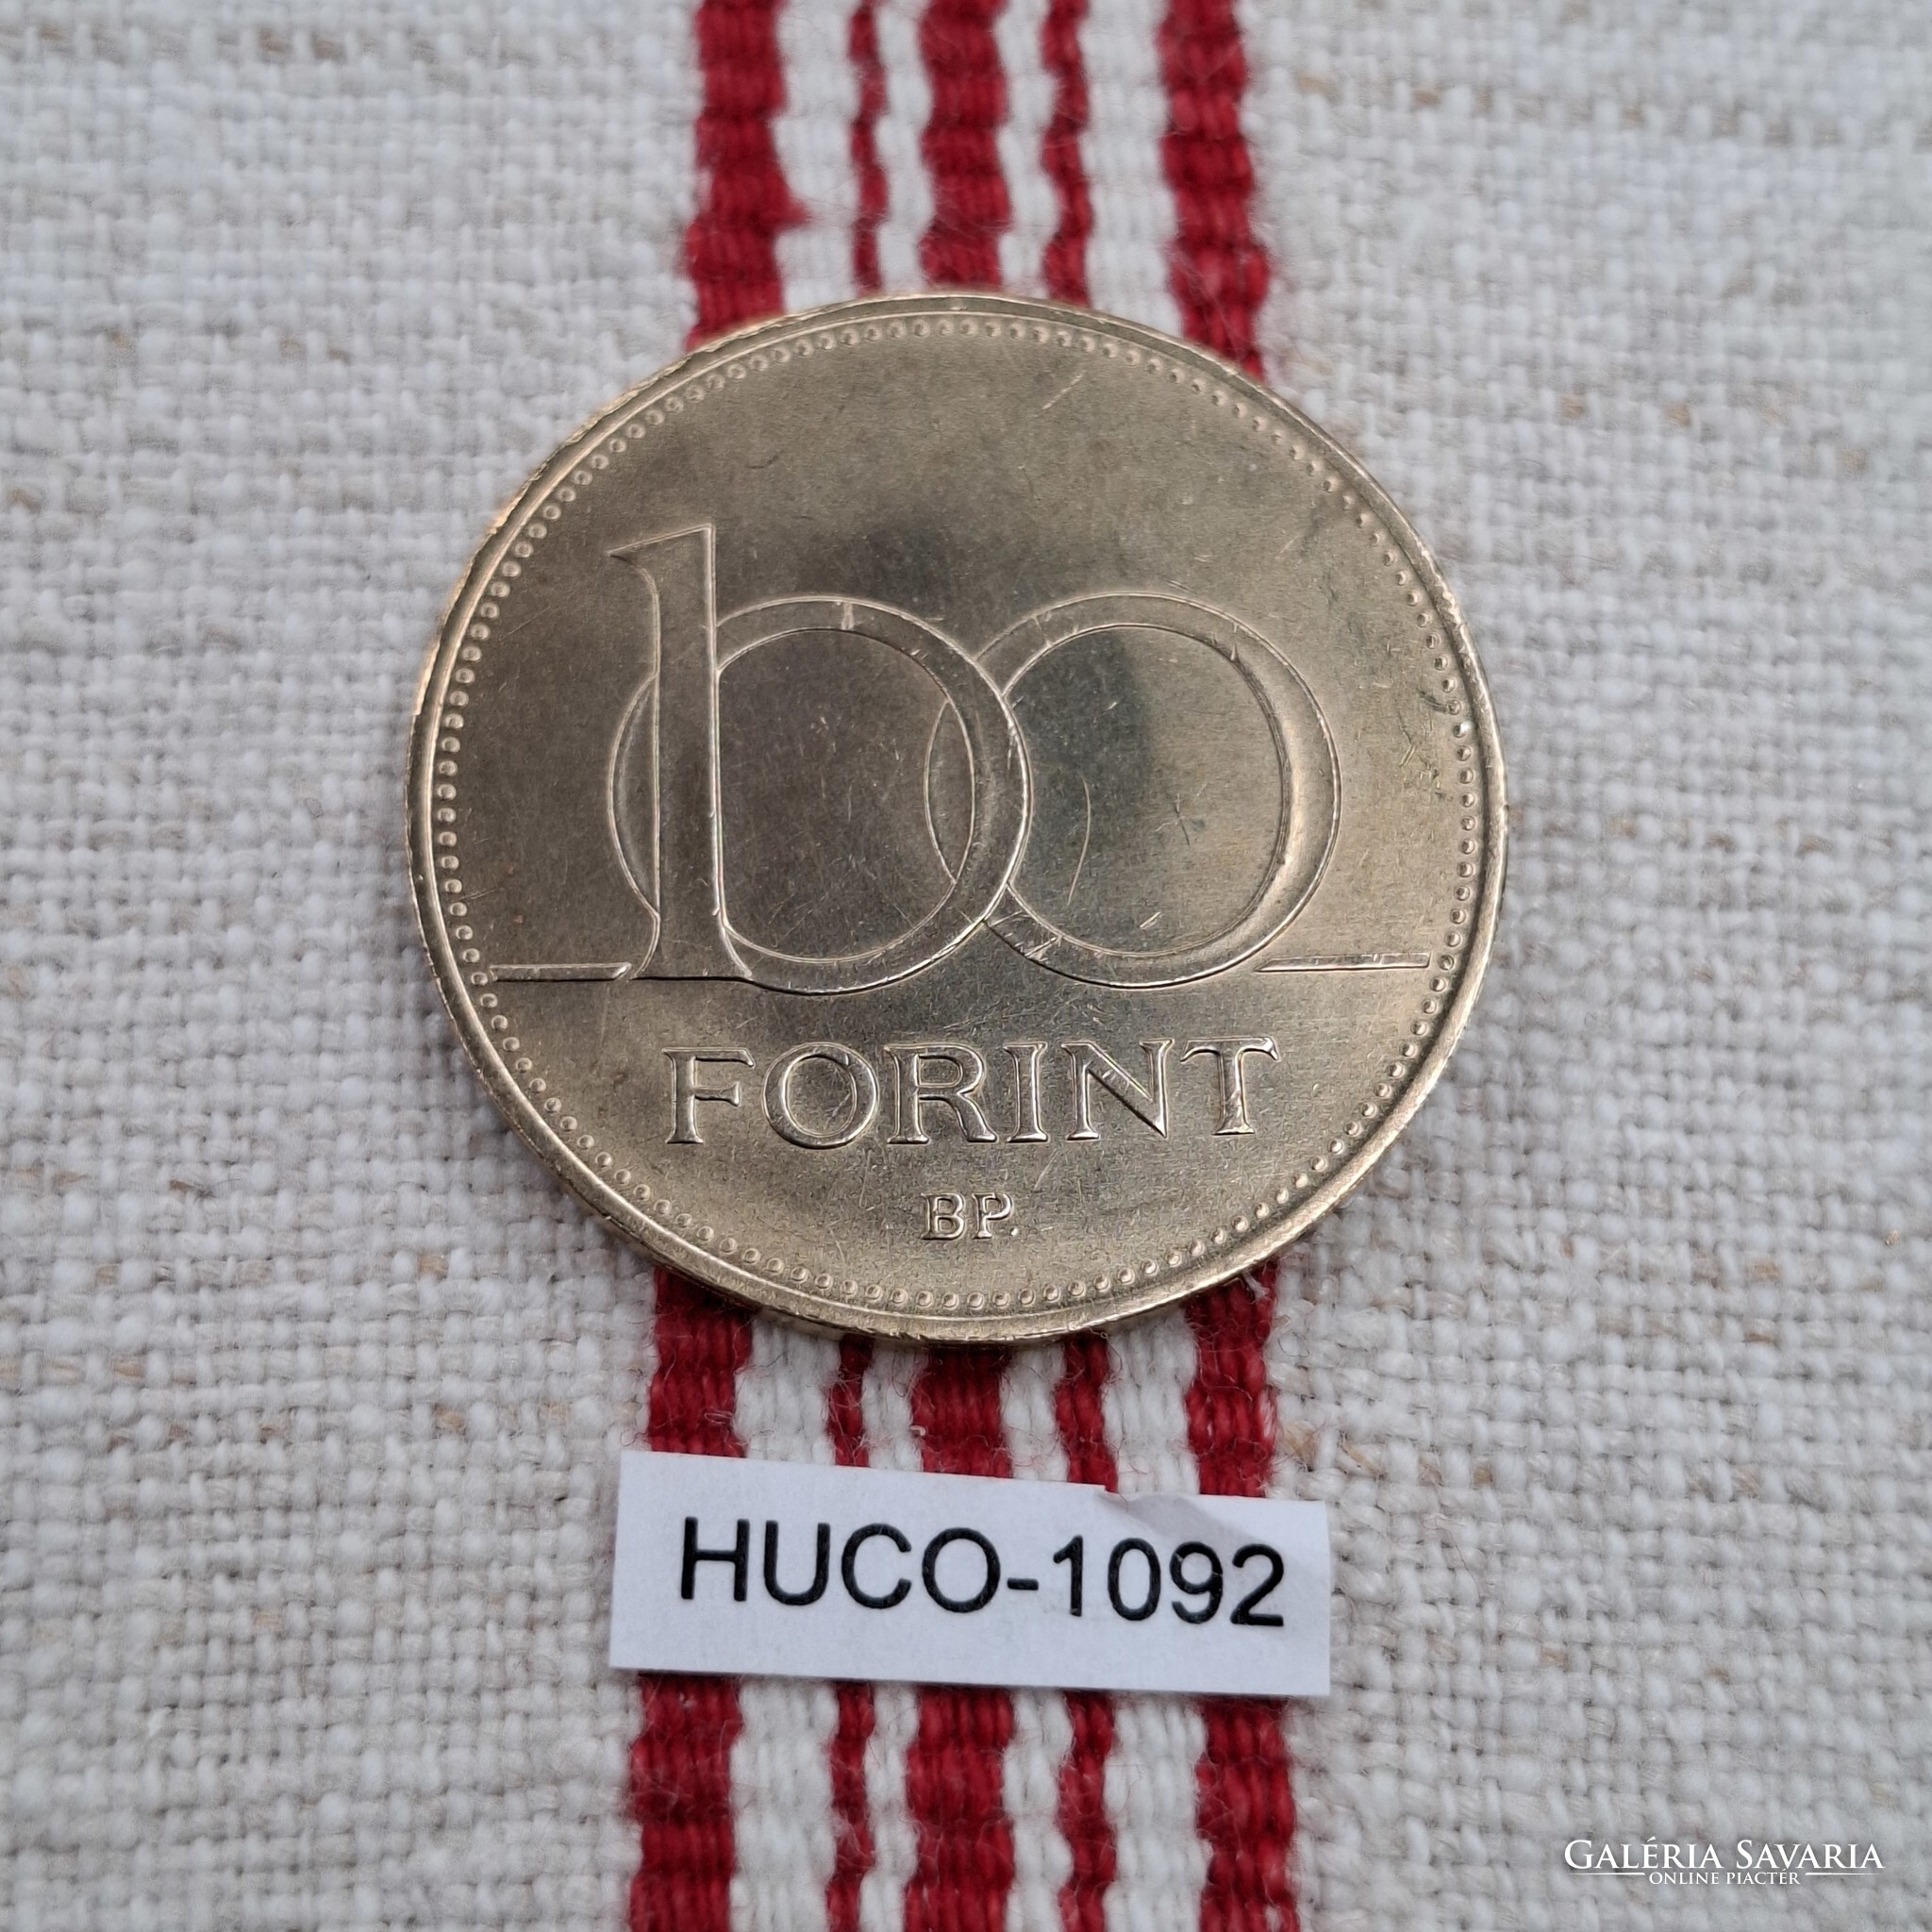 100
FORINT
BP.
HUCO-1092
GALÉRIA SAVARIA
ONLINE PIACTÉR